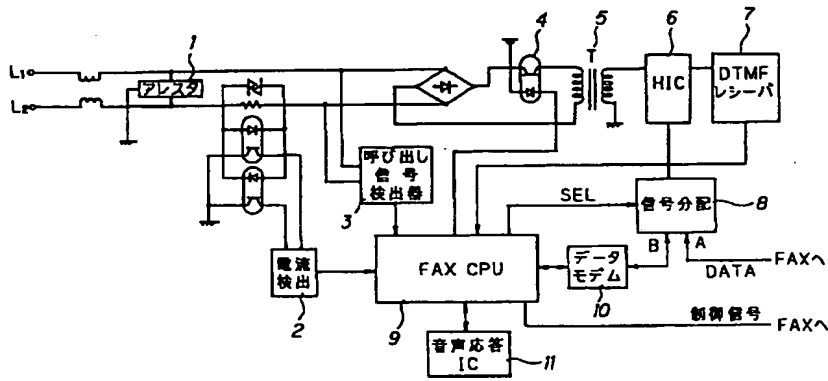 4
5
6
7
1
T
L1
アレスタ
HIC
DTMF
レシーバ
L2
呼び出し
信号
検出器
3
SEL
信号分配
8
B
A
電流
検出
2
FAX CPU
9
データ
モデム
10
DATA
FAXへ
制御信号
FAXへ
音声応答
IC
11